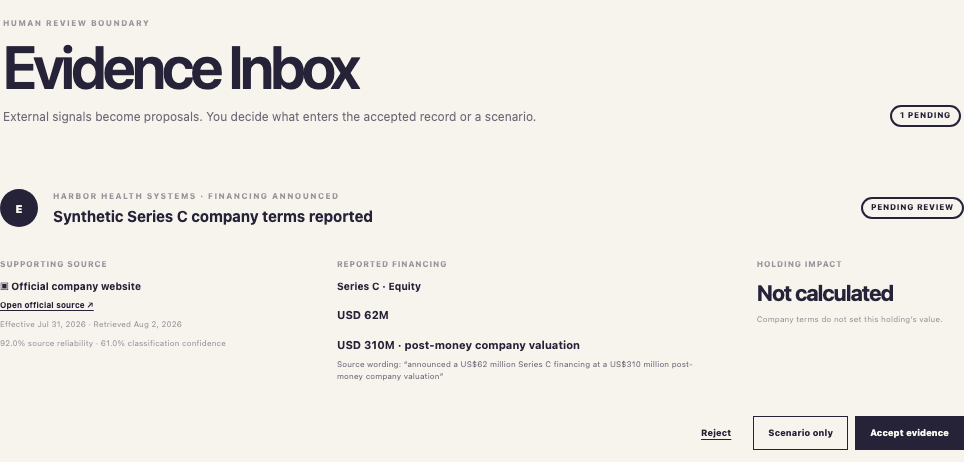 HUMAN REVIEW BOUNDARY
Evidence Inbox
External signals become proposals. You decide what enters the accepted record or a scenario.
1 PENDING
E
HARBOR HEALTH SYSTEMS · FINANCING ANNOUNCED
Synthetic Series C company terms reported
PENDING REVIEW
SUPPORTING SOURCE
▣ Official company website
Open official source ↗
Effective Jul 31, 2026 · Retrieved Aug 2, 2026
92.0% source reliability · 61.0% classification confidence
REPORTED FINANCING
Series C · Equity
USD 62M
USD 310M · post-money company valuation
Source wording: “announced a US$62 million Series C financing at a US$310 million post-
money company valuation”
HOLDING IMPACT
Not calculated
Company terms do not set this holding's value.
Reject
Scenario only
Accept evidence